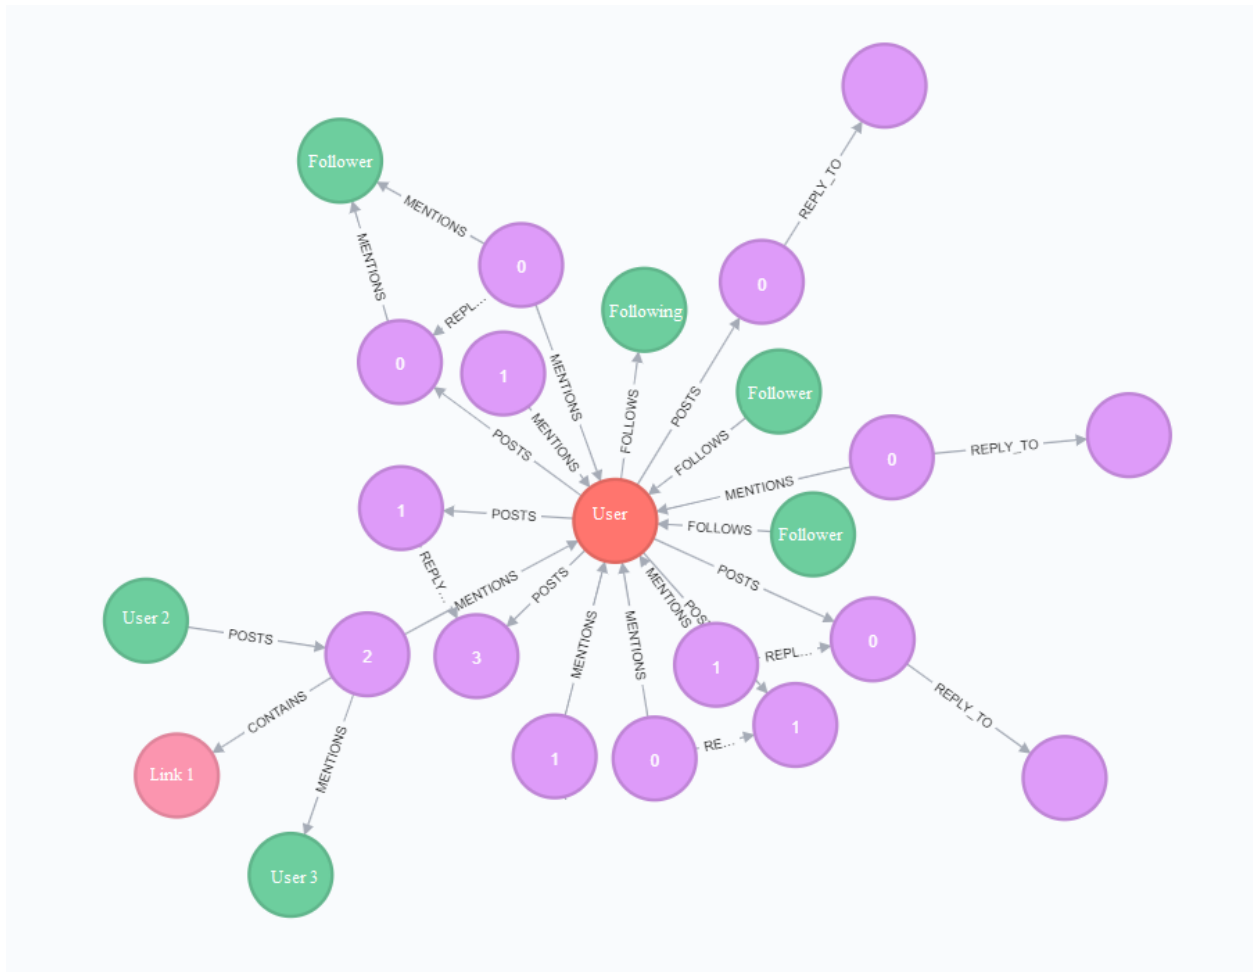 Follower
MENTIONS
REPLY_TO
MENTIONS
0
0
Following
REPL...
MENTIONS
0
1
FOLLOWS
POSTS
Follower
POSTS
MENTIONS
FOLLOWS
0
REPLY_TO
MENTIONS
1
POSTS
User
FOLLOWS
Follower
REPLY...
MENTIONS
POSTS
MENTIONS
POS
POSTS
User 2
POSTS
2
3
MENTIONS
MENTIONS
1
REPL...
0
CONTAINS
MENTIONS
REPLY_TO
Link 1
1
0
RE...
1
User 3